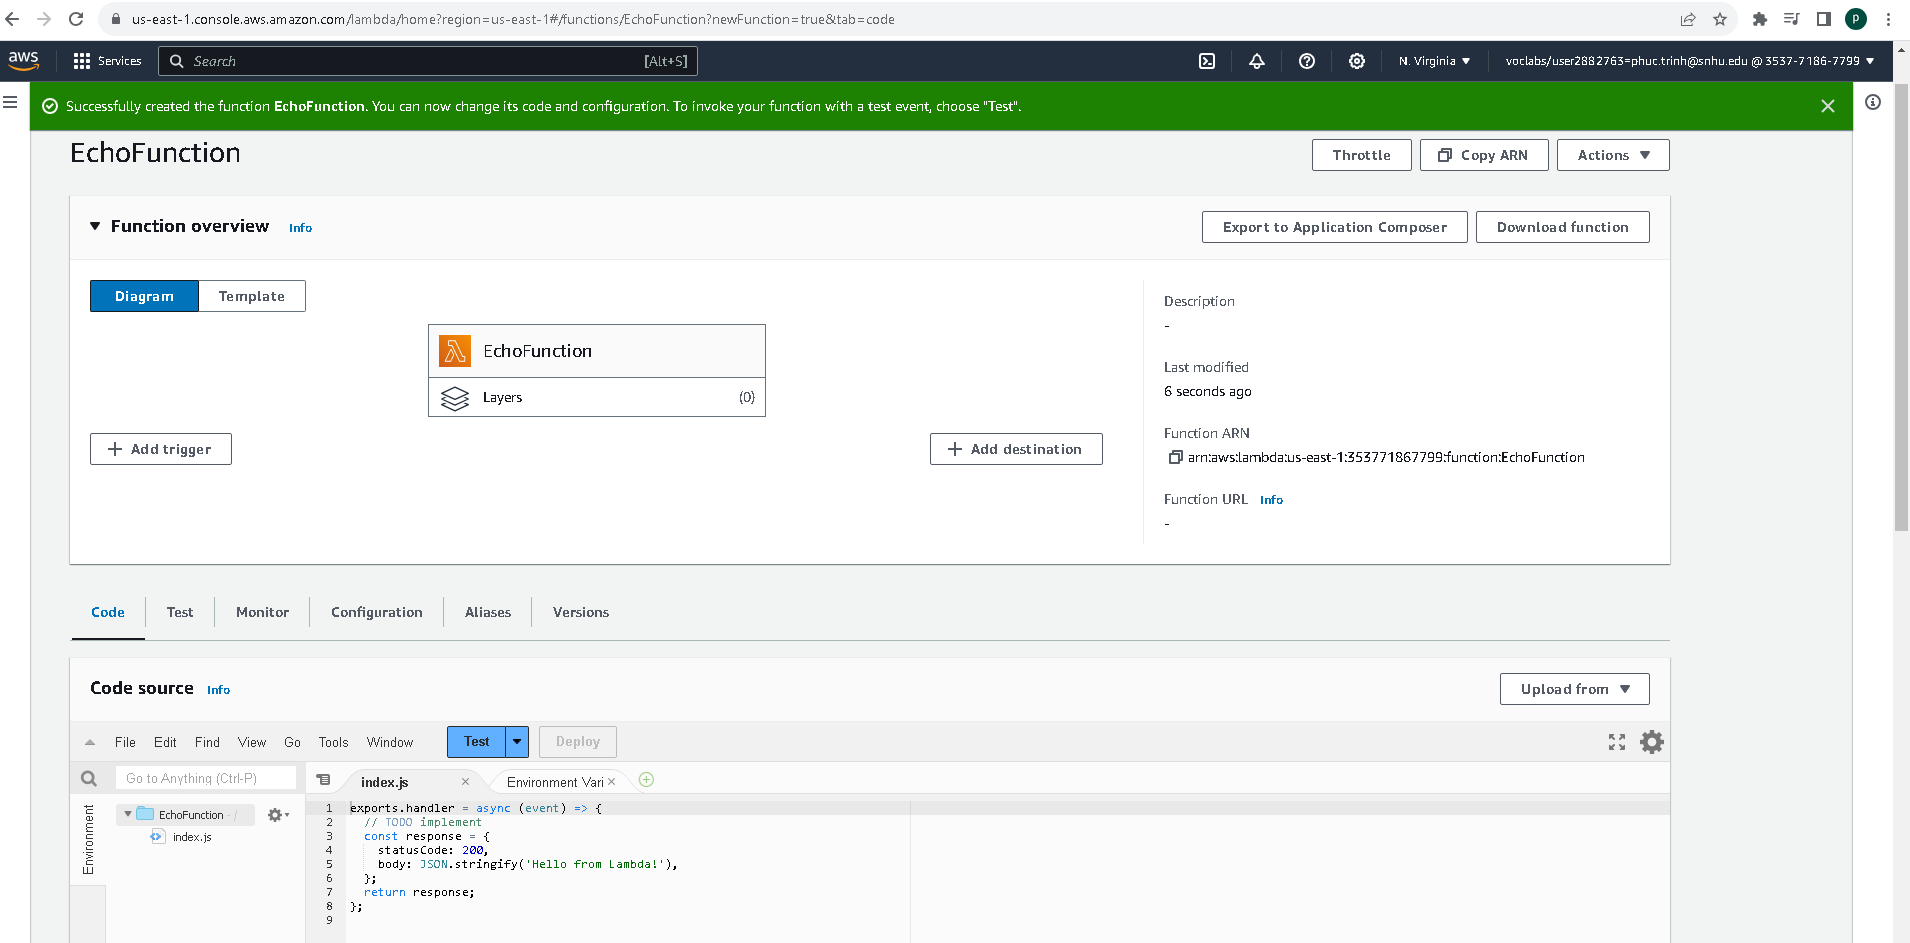 us-east-1.console.aws.amazon.com/lambda/home?region=us-east-1#/functions/EchoFunction?newFunction=true&tab=code
P
aws
Services
Search [Alt+S]
N. Virginia ▼
voclabs/user2882763=phuc.trinh@snhu.edu @ 3537-7186-7799 ▼
Successfully created the function EchoFunction. You can now change its code and configuration. To invoke your function with a test event, choose "Test".
EchoFunction
Throttle
Copy ARN
Actions ▼
Function overview Info
Export to Application Composer
Download function
Diagram
Template
EchoFunction
Layers (0)
+ Add trigger
+ Add destination
Description
-
Last modified
6 seconds ago
Function ARN
arn:aws:lambda:us-east-1:353771867799:function:EchoFunction
Function URL Info
-
Code
Test
Monitor
Configuration
Aliases
Versions
Code source Info
Upload from ▼
File Edit Find View Go Tools Window
Test
Deploy
Go to Anything (Ctrl-P)
index.js
Environment Vari
Environment
EchoFunction - /
index.js
1 exports.handler = async (event) => {
2 // TODO implement
3 const response = {
4 statusCode: 200,
5 body: JSON.stringify('Hello from Lambda!'),
6 };
7 return response;
8 };
9